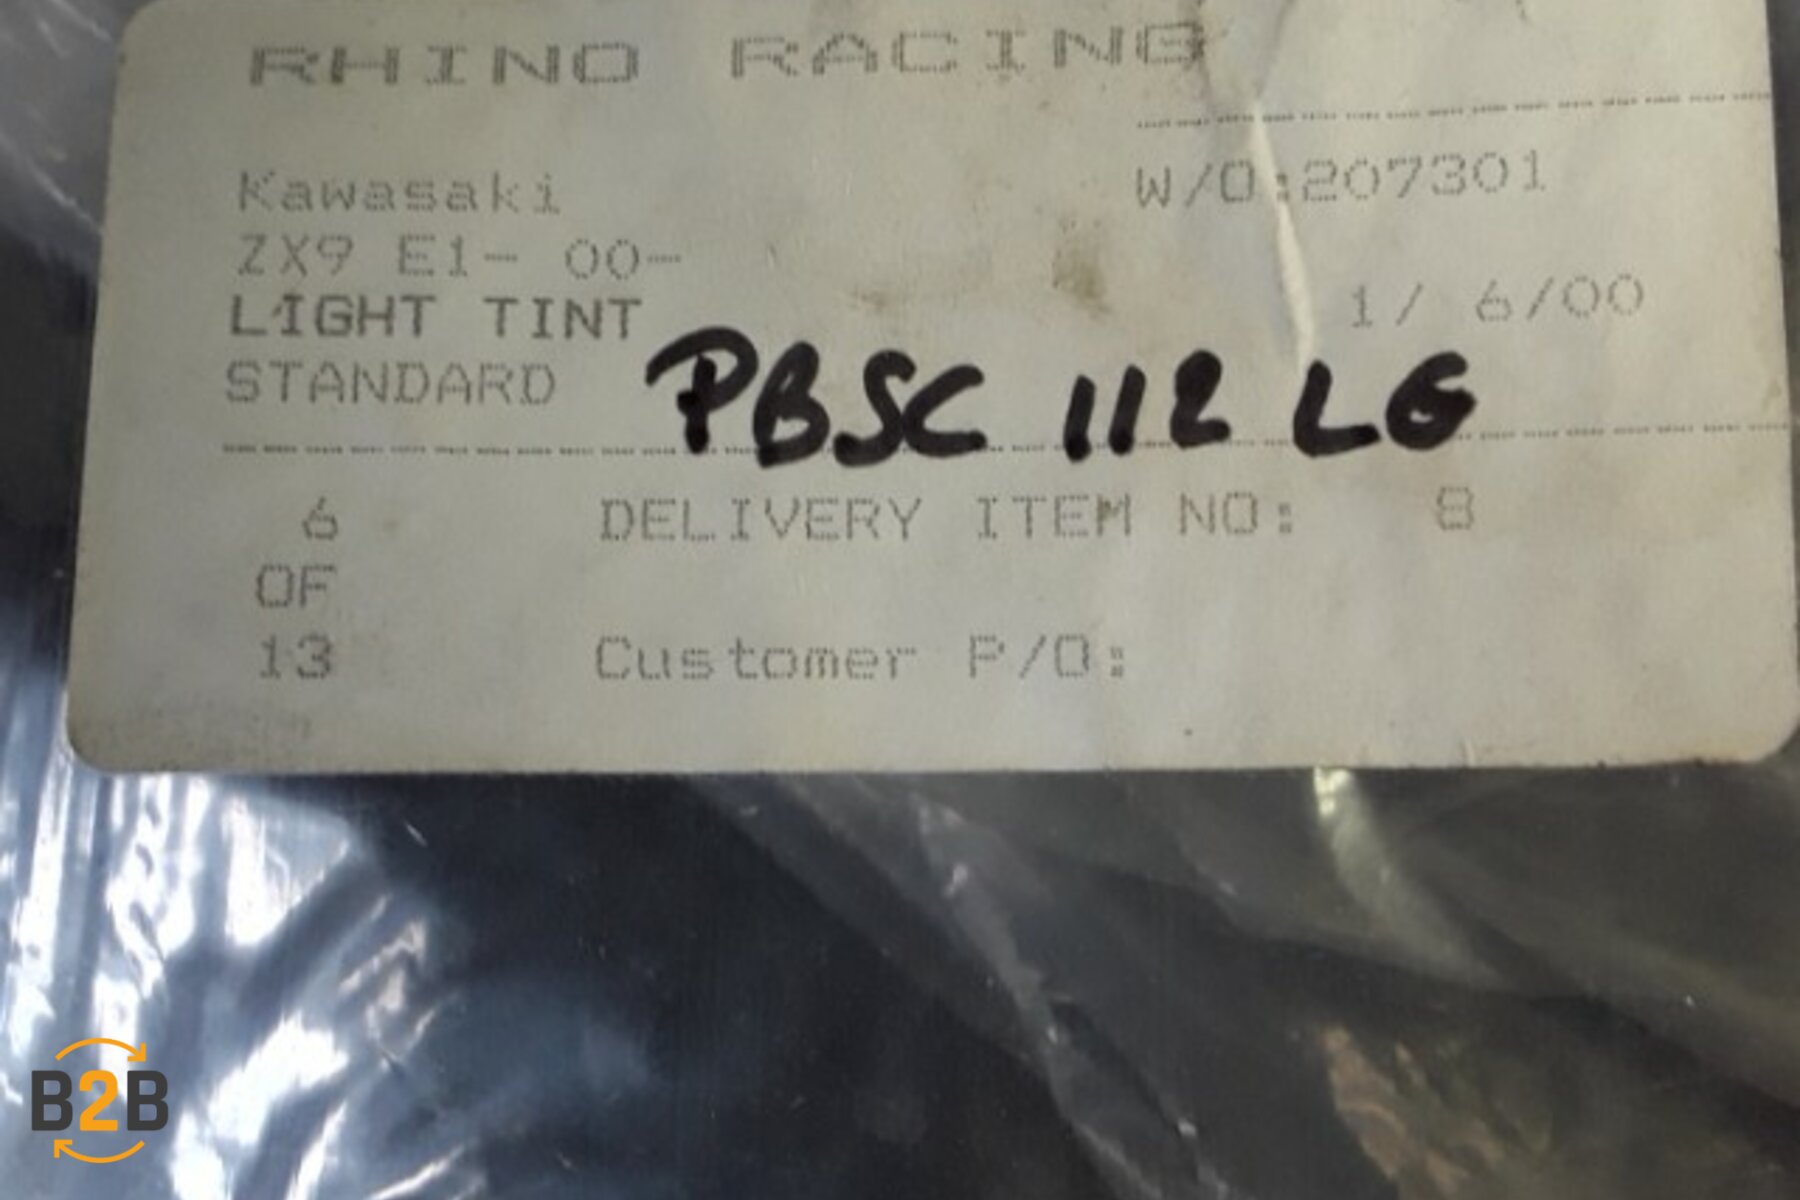 RHINO RACING
Kawasaki W/O:207301
ZX9 E1- 00-
LIGHT TINT 1/ 6/00
STANDARD PBSC 112 LG
6 DELIVERY ITEM NO: 8
OF
13 Customer P/O:
B2B